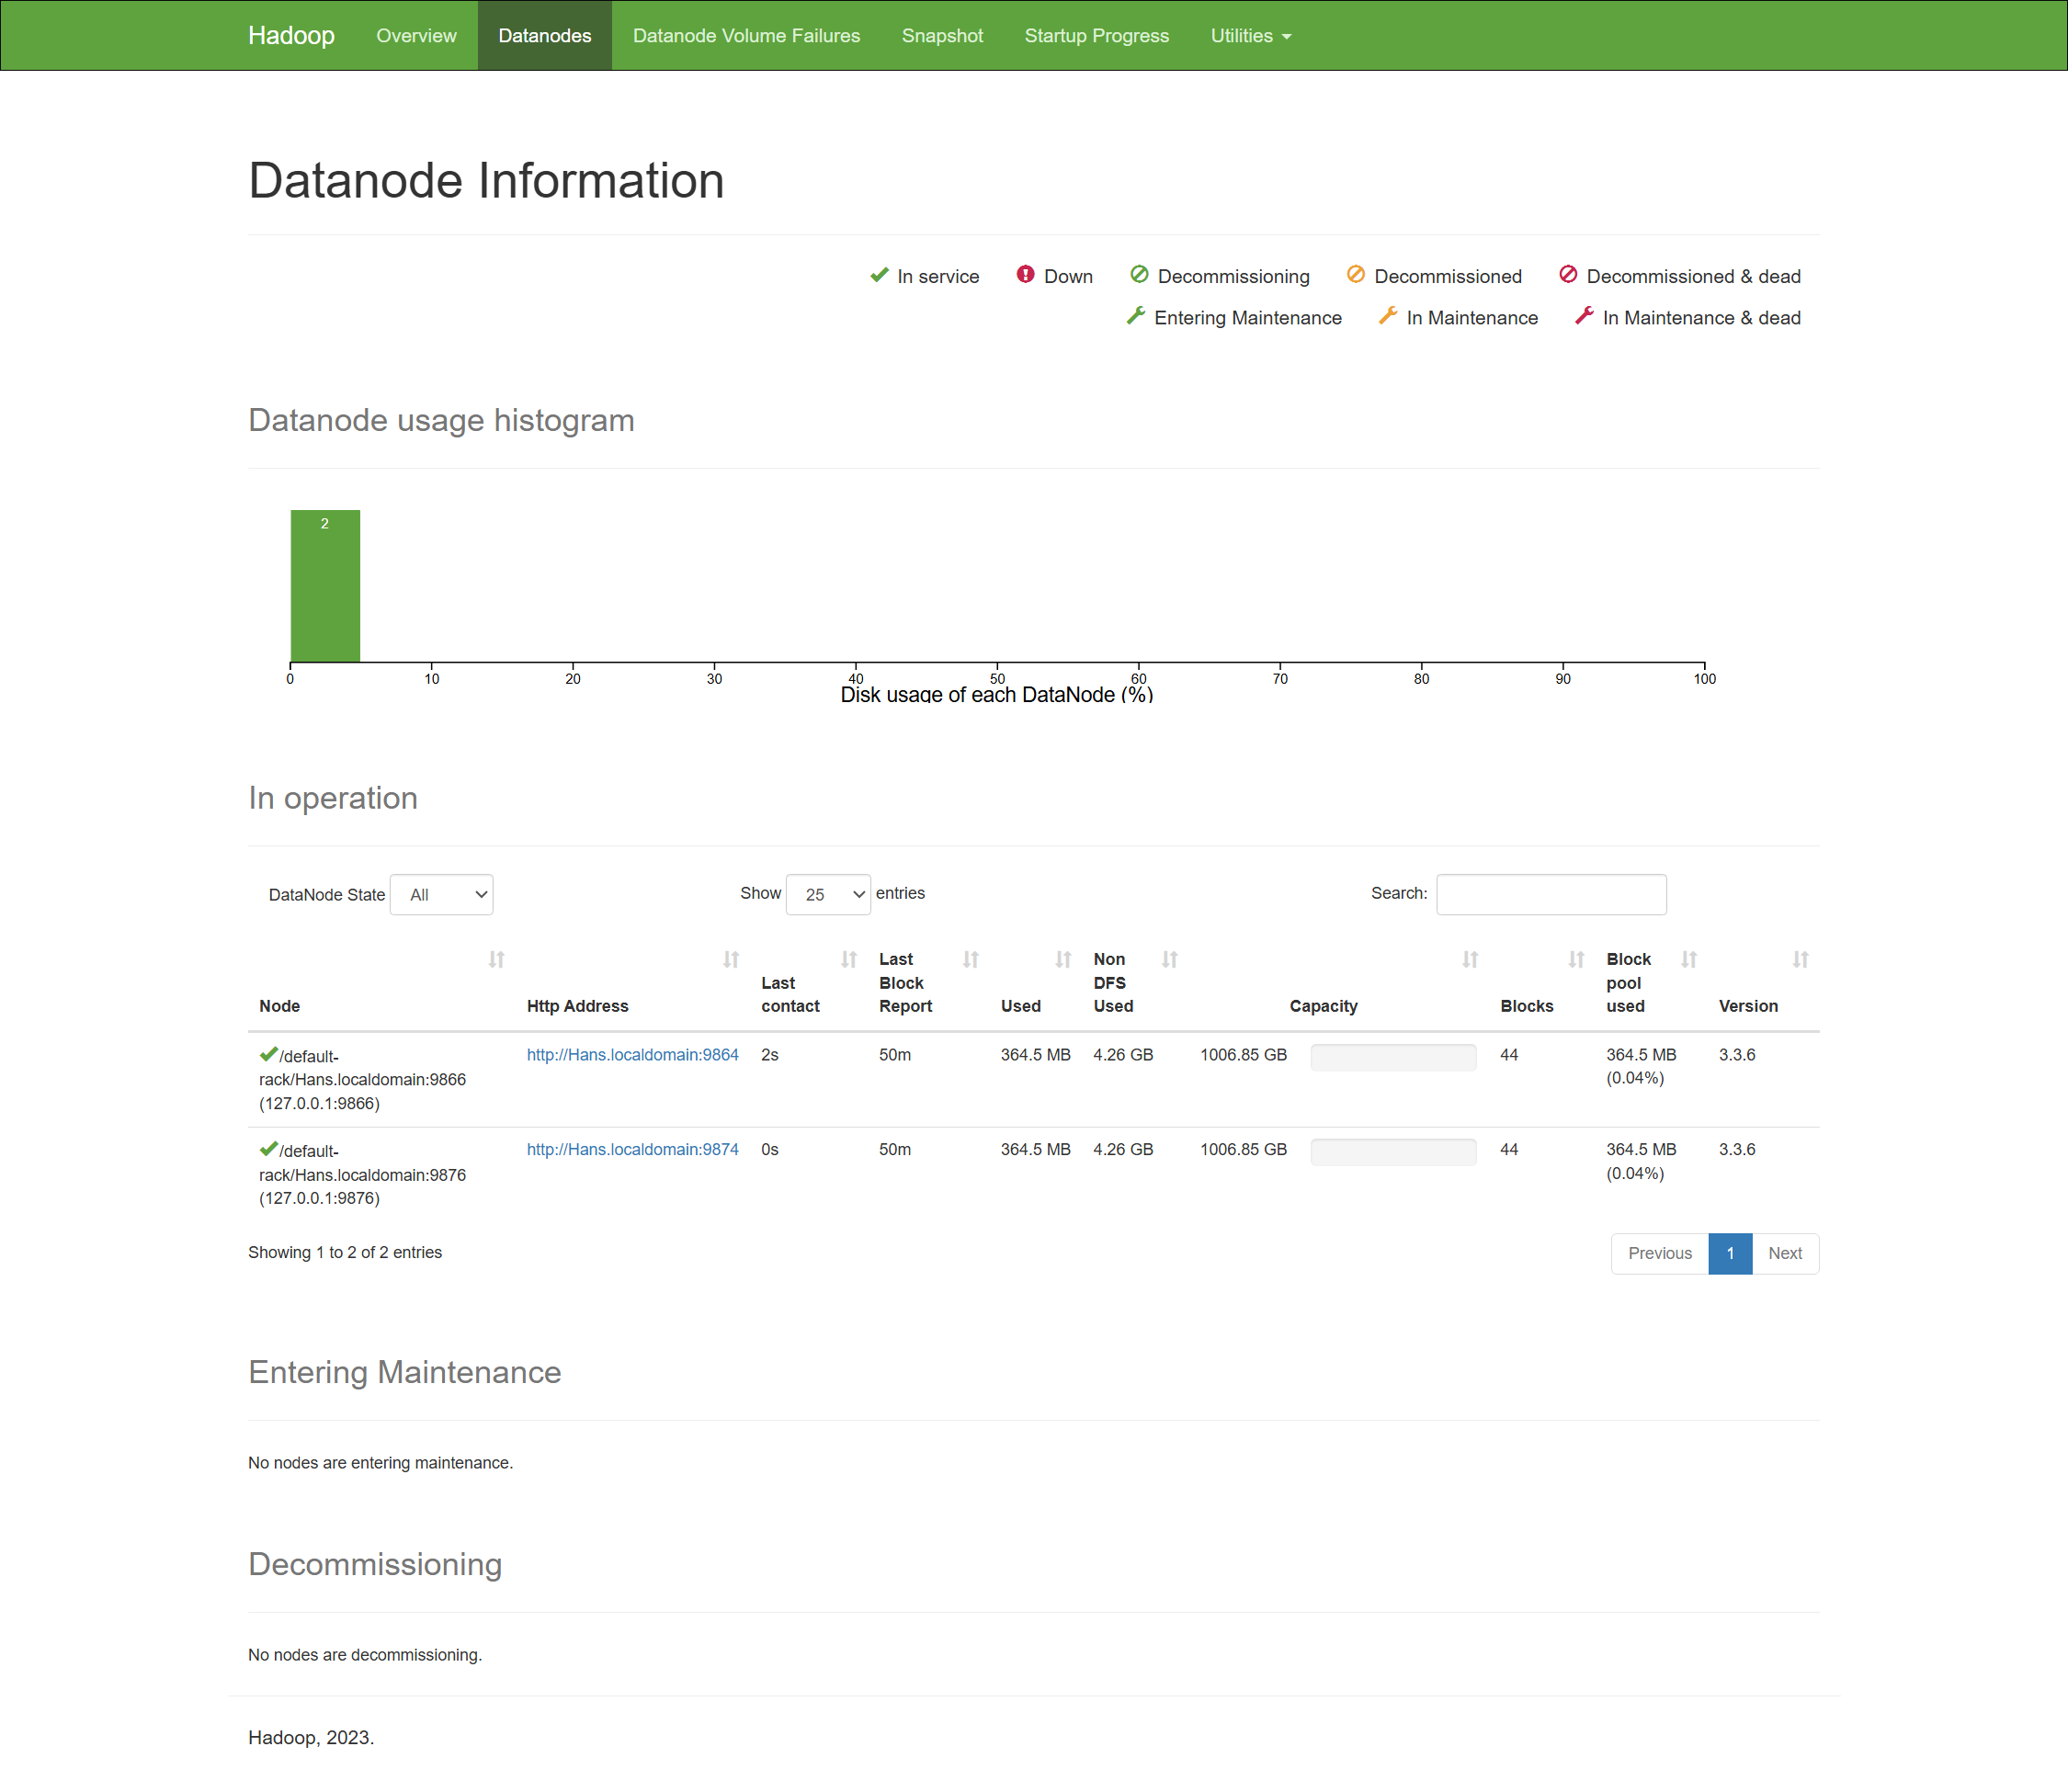 Hadoop Overview Datanodes Datanode Volume Failures Snapshot Startup Progress Utilities
Datanode Information
In service Down Decommissioning Decommissioned Decommissioned & dead
Entering Maintenance In Maintenance In Maintenance & dead
Datanode usage histogram
2
0 10 20 30 40 50 60 70 80 90 100
Disk usage of each DataNode (%)
In operation
DataNode State All Show 25 entries Search:
Node Http Address Last contact Last Block Report Used Non DFS Used Capacity Blocks Block pool used Version
/default- http://Hans.localdomain:9864 2s 50m 364.5 MB 4.26 GB 1006.85 GB 44 364.5 MB 3.3.6
rack/Hans.localdomain:9866 (0.04%)
(127.0.0.1:9866)
/default- http://Hans.localdomain:9874 0s 50m 364.5 MB 4.26 GB 1006.85 GB 44 364.5 MB 3.3.6
rack/Hans.localdomain:9876 (0.04%)
(127.0.0.1:9876)
Showing 1 to 2 of 2 entries Previous 1 Next
Entering Maintenance
No nodes are entering maintenance.
Decommissioning
No nodes are decommissioning.
Hadoop, 2023.